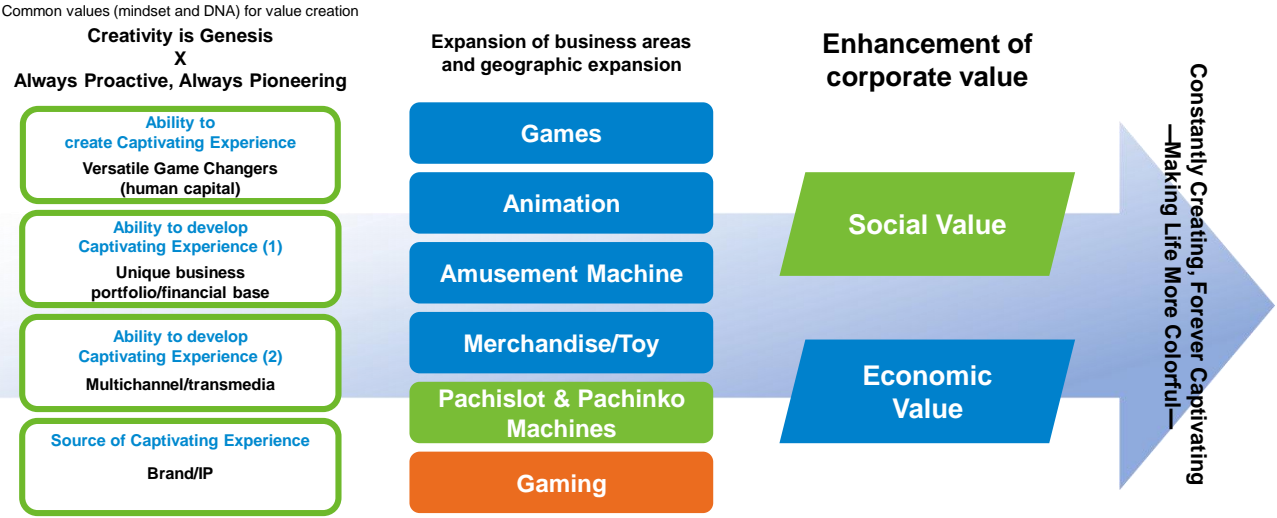 Common values (mindset and DNA) for value creation
Creativity is Genesis
X
Always Proactive, Always Pioneering
Ability to
create Captivating Experience
Versatile Game Changers
(human capital)
Ability to develop
Captivating Experience (1)
Unique business
portfolio/financial base
Ability to develop
Captivating Experience (2)
Multichannel/transmedia
Source of Captivating Experience
Brand/IP
Expansion of business areas
and geographic expansion
Games
Animation
Amusement Machine
Merchandise/Toy
Pachislot & Pachinko
Machines
Gaming
Enhancement of
corporate value
Social Value
Economic
Value
Constantly Creating, Forever Captivating
—Making Life More Colorful—